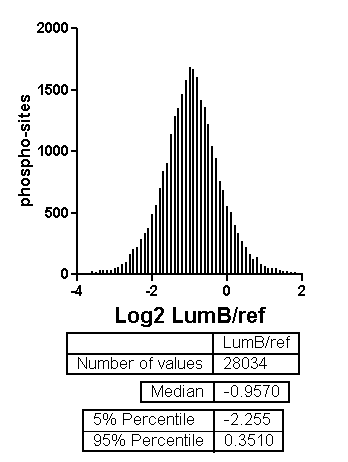 2000
1500
1000
500
0
phospho-sites
-4 -2 0 2
Log2 LumB/ref
LumB/ref
Number of values 28034
Median -0.9570
5% Percentile -2.255
95% Percentile 0.3510